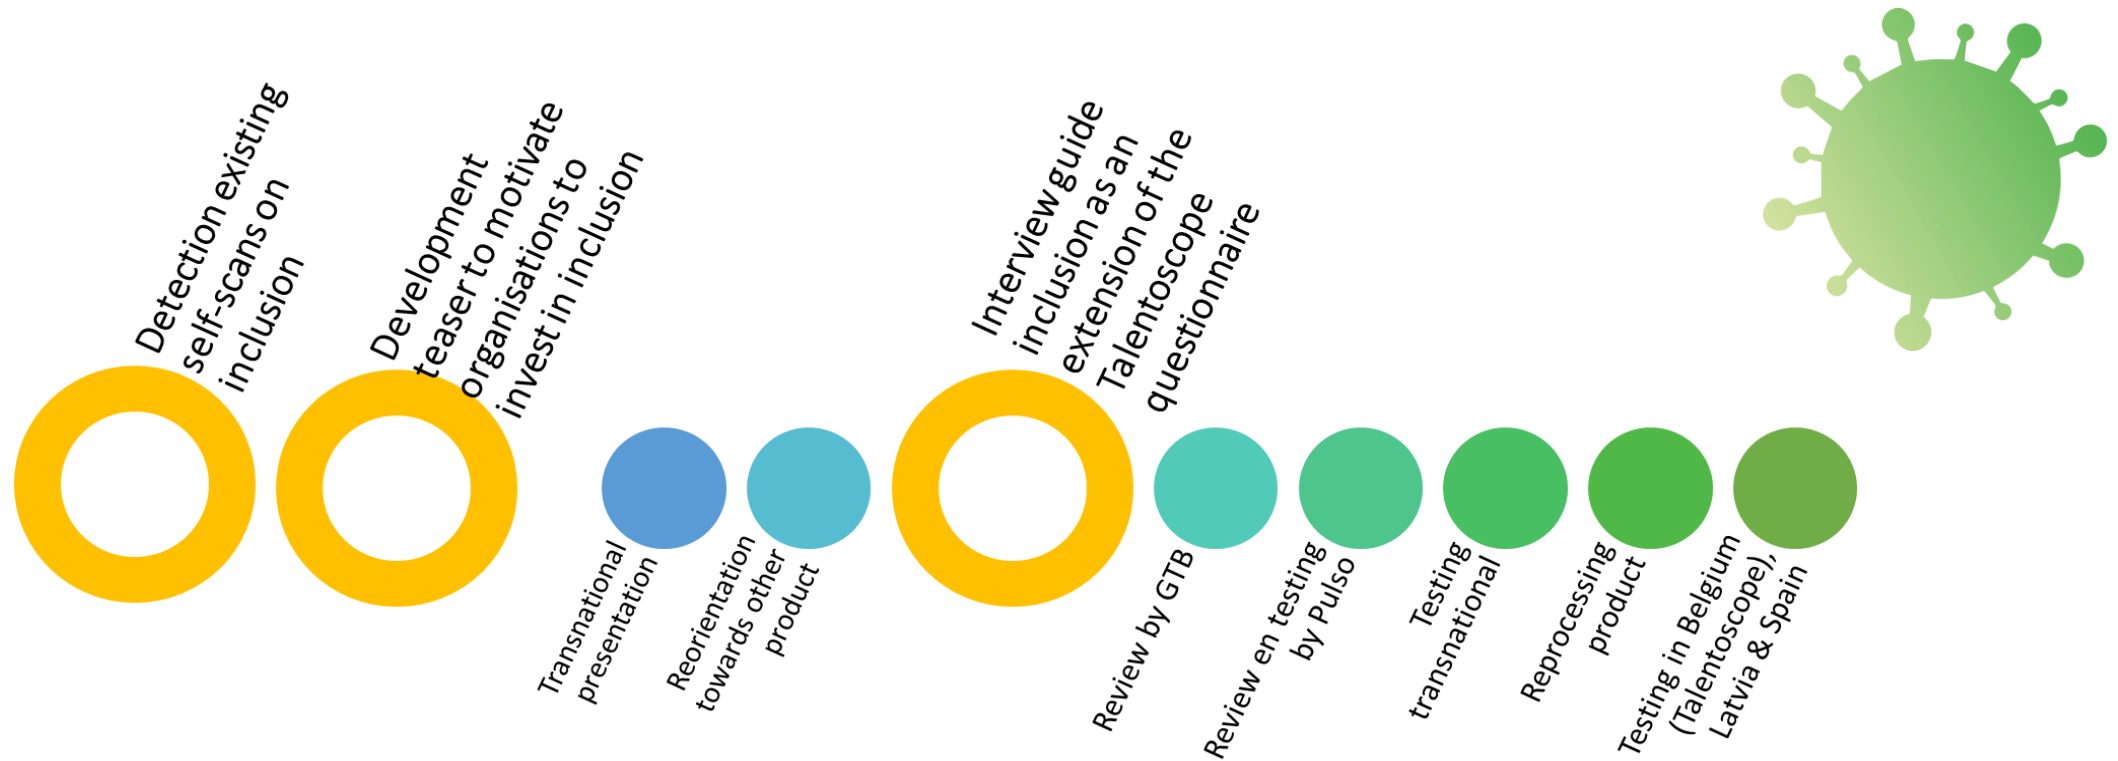 Detection existing
self-scans on
inclusion
Development
teaser to motivate
organisations to
invest in inclusion
Transnational
presentation
Reorientation
towards other
product
Interview guide
inclusion as an
extension of the
Talentoscope
questionnaire
Review by GTB
Review en testing
by Pulso
Testing
transnational
Reprocessing
product
Testing in Belgium
(Talentoscope),
Latvia & Spain